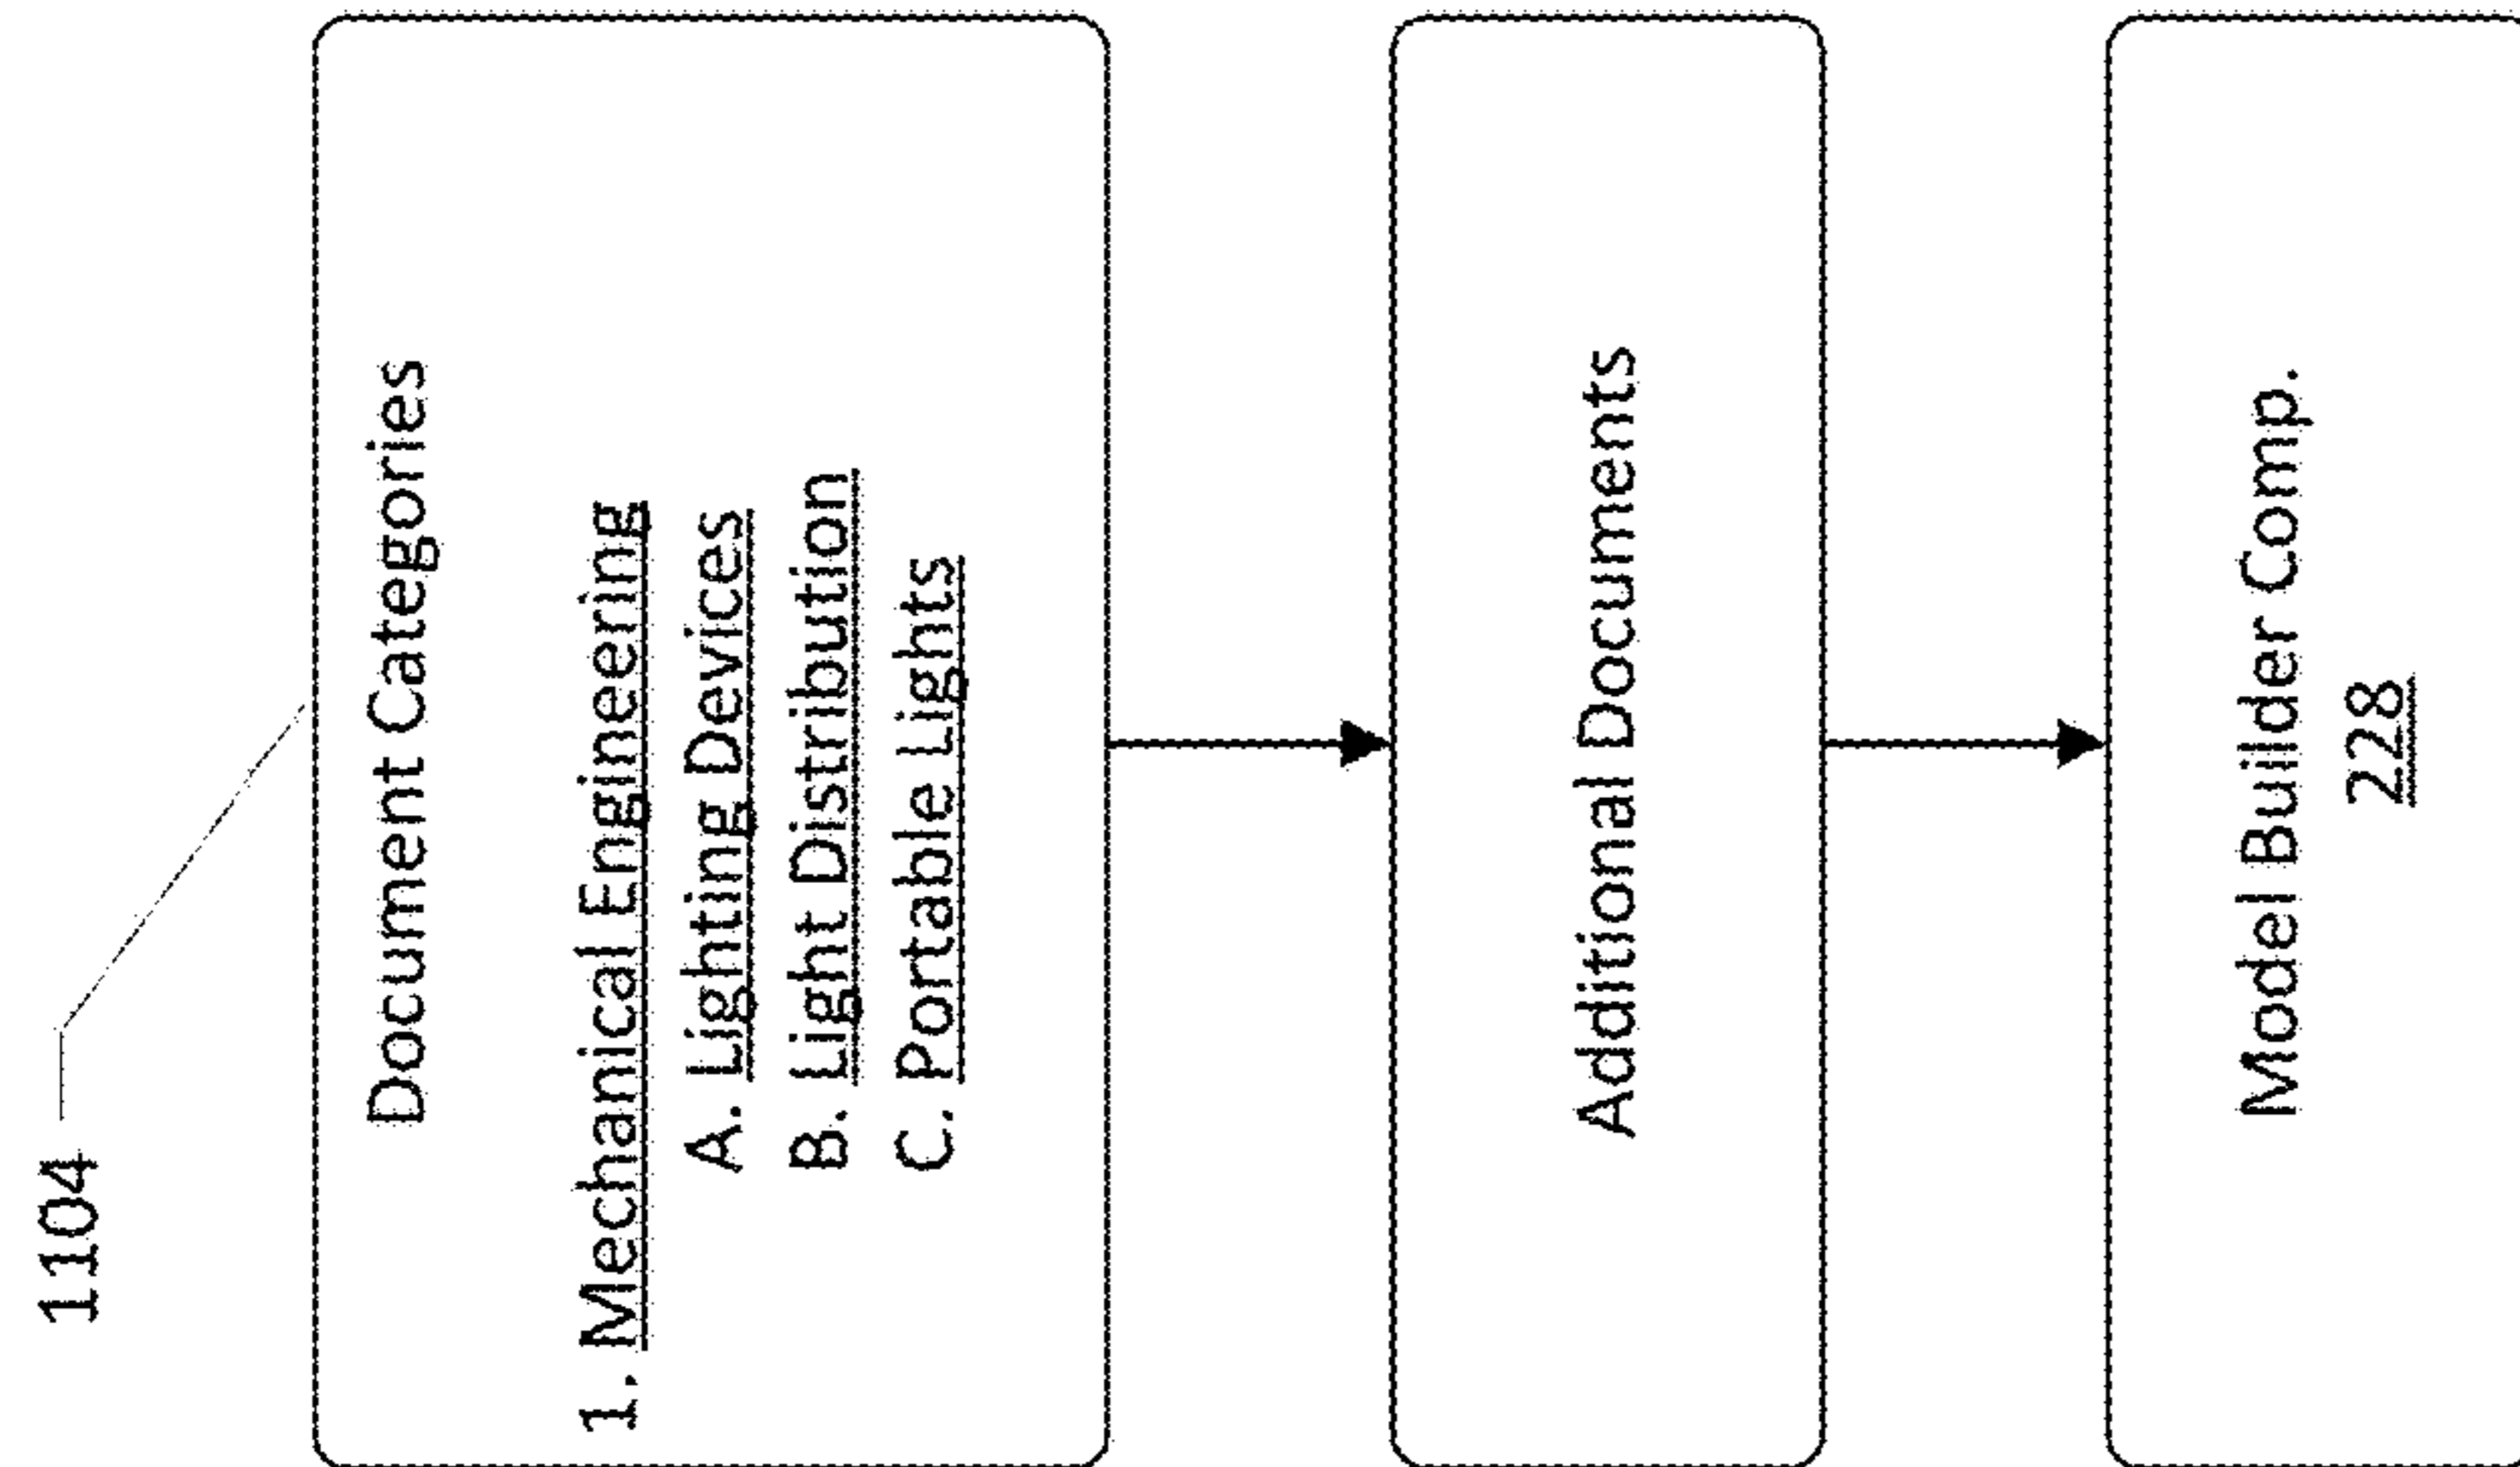 1104
Document Categories
1. Mechanical Engineering
A. Lighting Devices
B. Light Distribution
C. Portable Lights
Additional Documents
Model Builder Comp.
228